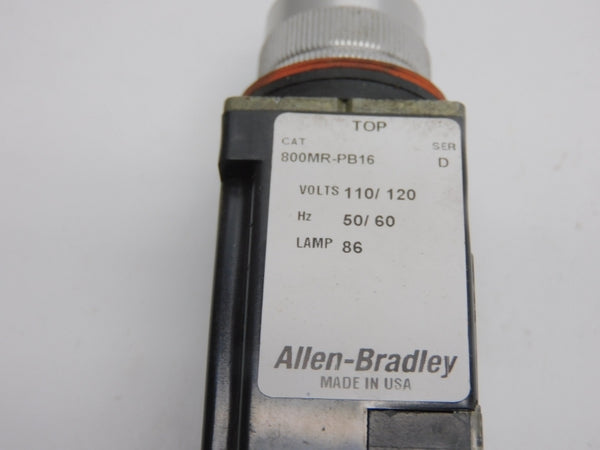 TOP
CAT SER
800MR-PB16 D
VOLTS 110/120
Hz 50/60
LAMP 86
Allen-Bradley
MADE IN USA